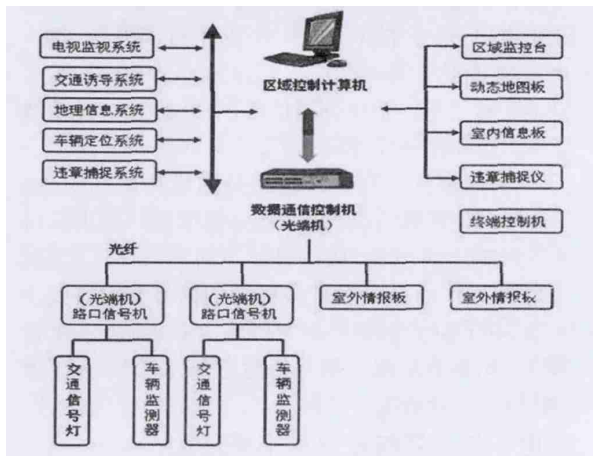 电视监视系统
交通诱导系统
地理信息系统
车辆定位系统
违章捕捉系统
区域控制计算机
数据通信控制机
（光端机）
区域监控台
动态地图板
室内信息板
违章捕捉仪
终端控制机
光纤
（光端机）
路口信号机
（光端机）
路口信号机
室外情报板
室外情报板
交通信号灯
车辆监测器
交通信号灯
车辆监测器